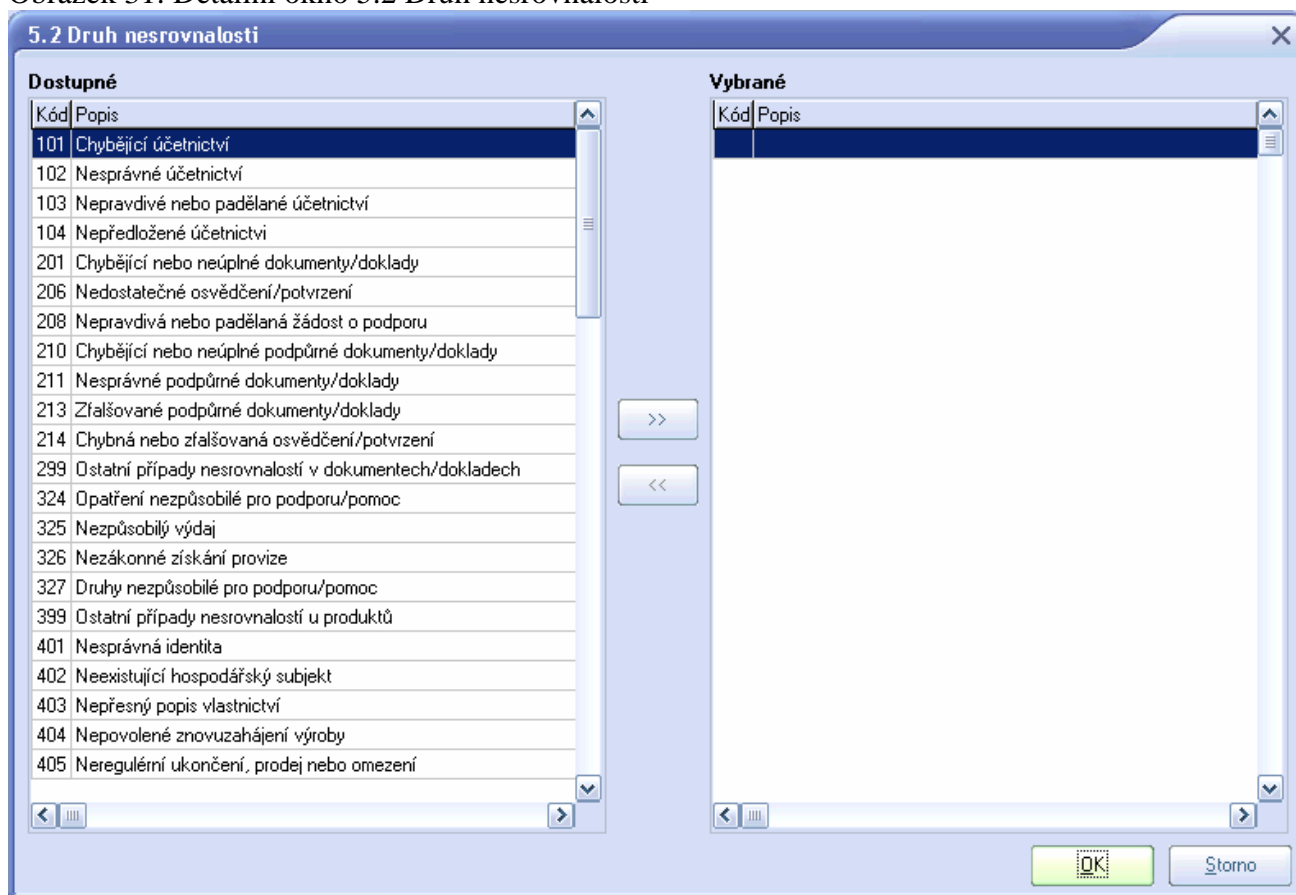 Obrázek 31: Detailní okno 5.2 Druh nesrovnalosti
5.2 Druh nesrovnalosti
Dostupné
Kód Popis
101 Chybějící účetnictví
102 Nesprávné účetnictví
103 Nepravdivé nebo padělané účetnictví
104 Nepředložené účetnictvi
201 Chybějící nebo neúplné dokumenty/doklady
206 Nedostatečné osvědčení/potvrzení
208 Nepravdivá nebo padělaná žádost o podporu
210 Chybějící nebo neúplné podpůrné dokumenty/doklady
211 Nesprávné podpůrné dokumenty/doklady
213 Zfalšované podpůrné dokumenty/doklady
214 Chybná nebo zfalšovaná osvědčení/potvrzení
299 Ostatní případy nesrovnalostí v dokumentech/dokladech
324 Opatření nezpůsobilé pro podporu/pomoc
325 Nezpůsobilý výdaj
326 Nezákonné získání provize
327 Druhy nezpůsobilé pro podporu/pomoc
399 Ostatní případy nesrovnalostí u produktů
401 Nesprávná identita
402 Neexistující hospodářský subjekt
403 Nepřesný popis vlastnictví
404 Nepovolené znovuzahájení výroby
405 Neregulérní ukončení, prodej nebo omezení
>>
<<
Vybrané
Kód Popis
OK
Storno